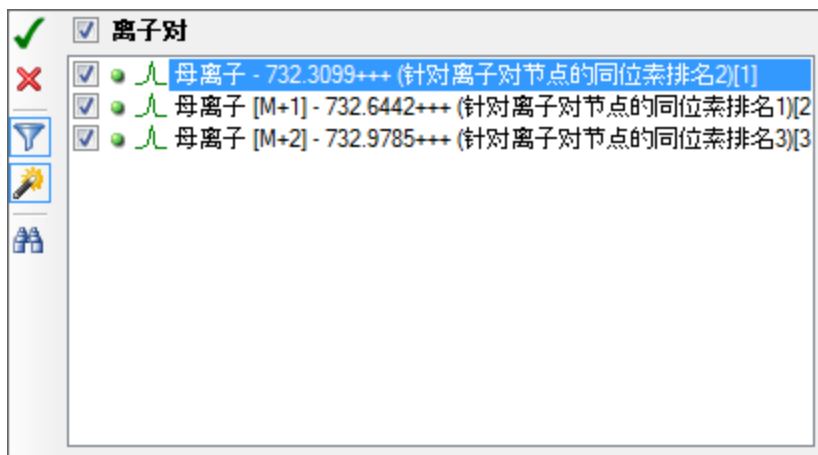 离子对
母离子 - 732.3099+++ (针对离子对节点的同位素排名2)[1]
母离子 [M+1] - 732.6442+++ (针对离子对节点的同位素排名1)[2
母离子 [M+2] - 732.9785+++ (针对离子对节点的同位素排名3)[3